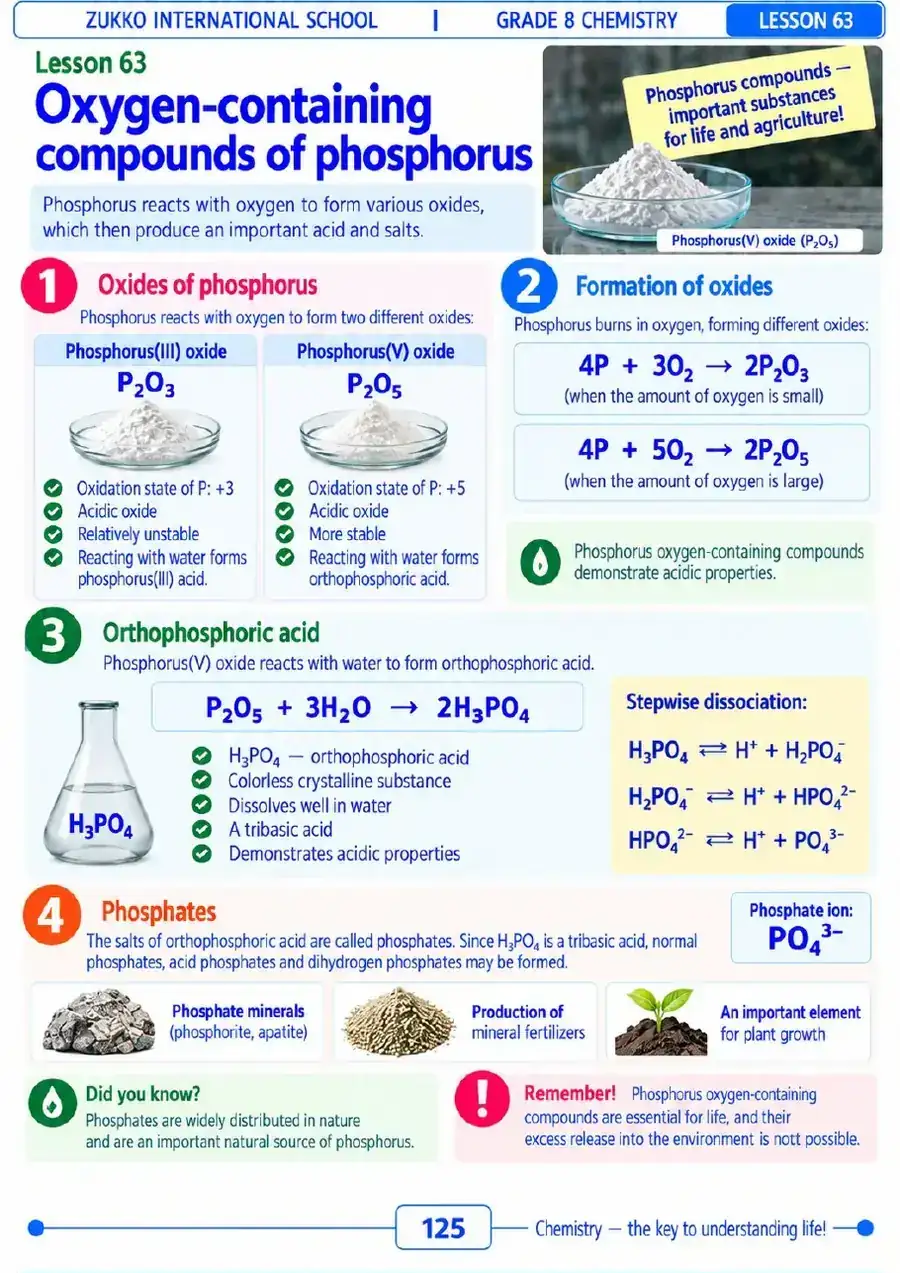 ZUKKO INTERNATIONAL SCHOOL | GRADE 8 CHEMISTRY LESSON 63
Lesson 63
Oxygen-containing
compounds of phosphorus
Phosphorus reacts with oxygen to form various oxides,
which then produce an important acid and salts.
Phosphorus compounds —
important substances
for life and agriculture!
Phosphorus(V) oxide (P₂O₅)
1 Oxides of phosphorus
Phosphorus reacts with oxygen to form two different oxides:
Phosphorus(III) oxide
P₂O₃
Oxidation state of P: +3
Acidic oxide
Relatively unstable
Reacting with water forms
phosphorus(III) acid.
Phosphorus(V) oxide
P₂O₅
Oxidation state of P: +5
Acidic oxide
More stable
Reacting with water forms
orthophosphoric acid.
2 Formation of oxides
Phosphorus burns in oxygen, forming different oxides:
4P + 3O₂ → 2P₂O₃
(when the amount of oxygen is small)
4P + 5O₂ → 2P₂O₅
(when the amount of oxygen is large)
Phosphorus oxygen-containing compounds
demonstrate acidic properties.
3 Orthophosphoric acid
Phosphorus(V) oxide reacts with water to form orthophosphoric acid.
P₂O₅ + 3H₂O → 2H₃PO₄
H₃PO₄
H₃PO₄ — orthophosphoric acid
Colorless crystalline substance
Dissolves well in water
A tribasic acid
Demonstrates acidic properties
Stepwise dissociation:
H₃PO₄ ⇌ H⁺ + H₂PO₄⁻
H₂PO₄⁻ ⇌ H⁺ + HPO₄²⁻
HPO₄²⁻ ⇌ H⁺ + PO₄³⁻
4 Phosphates
The salts of orthophosphoric acid are called phosphates. Since H₃PO₄ is a tribasic acid, normal
phosphates, acid phosphates and dihydrogen phosphates may be formed.
Phosphate ion:
PO₄³⁻
Phosphate minerals
(phosphorite, apatite)
Production of
mineral fertilizers
An important element
for plant growth
Did you know?
Phosphates are widely distributed in nature
and are an important natural source of phosphorus.
! Remember! Phosphorus oxygen-containing
compounds are essential for life, and their
excess release into the environment is nott possible.
125
Chemistry — the key to understanding life!